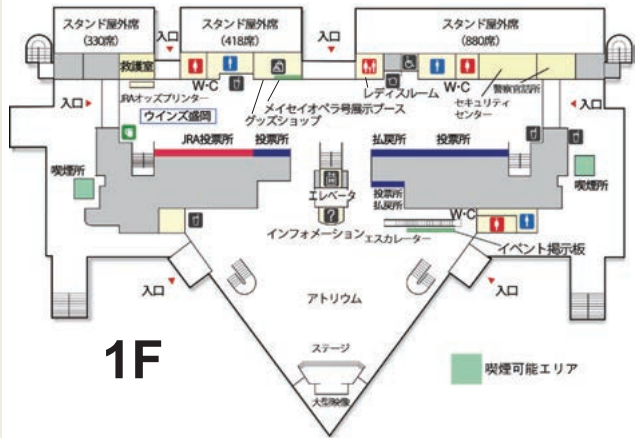 スタンド屋外席
(330席)
スタンド屋外席
(418席)
スタンド屋外席
(880席)
入口
入口
救護室
W・C
レディスルーム
W・C
警察官詰所
セキュリティ
センター
メイセイオペラ号展示ブース
グッズショップ
JRAオッズプリンター
ウインズ盛岡
入口
入口
JRA投票所
投票所
払戻所
投票所
喫煙所
喫煙所
エレベータ
投票所
払戻所
W・C
インフォメーション
エスカレーター
イベント掲示板
入口
入口
アトリウム
1F
ステージ
大型映像
喫煙可能エリア